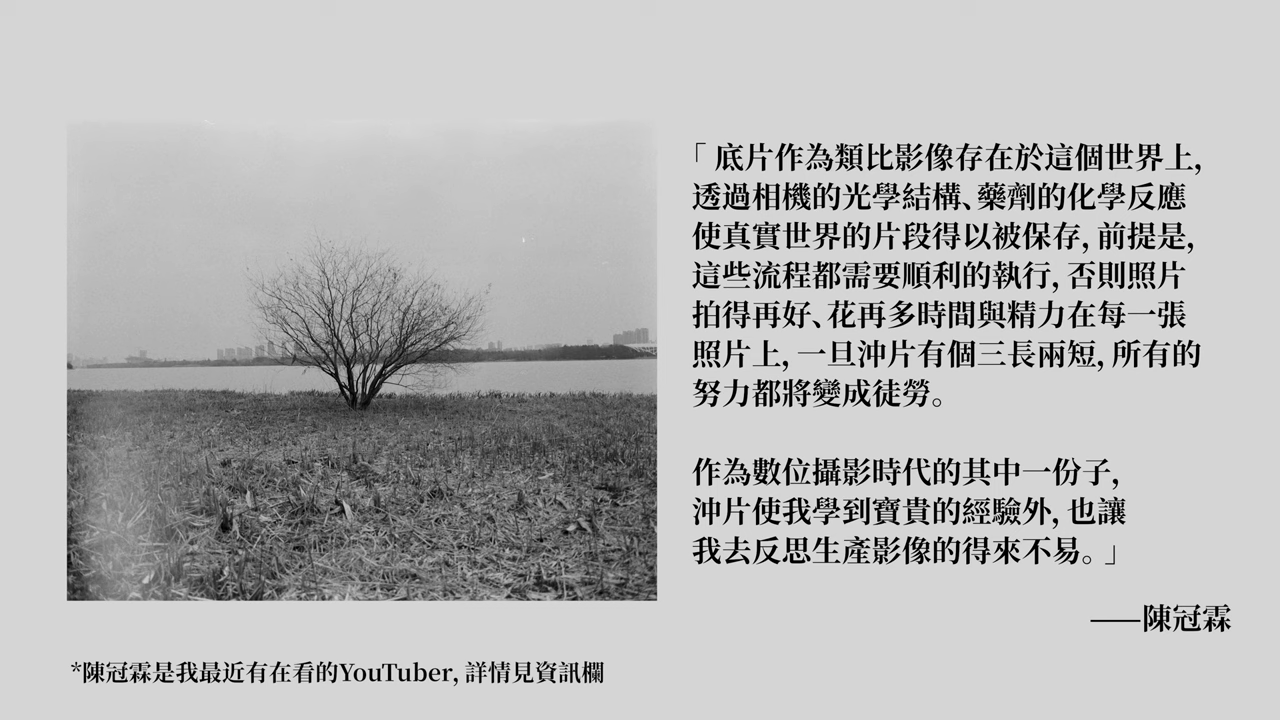 「底片作為類比影像存在於這個世界上,
透過相機的光學結構、藥劑的化學反應
使真實世界的片段得以被保存, 前提是,
這些流程都需要順利的執行, 否則照片
拍得再好、花再多時間與精力在每一張
照片上, 一旦沖片有個三長兩短, 所有的
努力都將變成徒勞。
作為數位攝影時代的其中一份子,
沖片使我學到寶貴的經驗外, 也讓
我去反思生產影像的得來不易。」
——陳冠霖
*陳冠霖是我最近有在看的YouTuber, 詳情見資訊欄